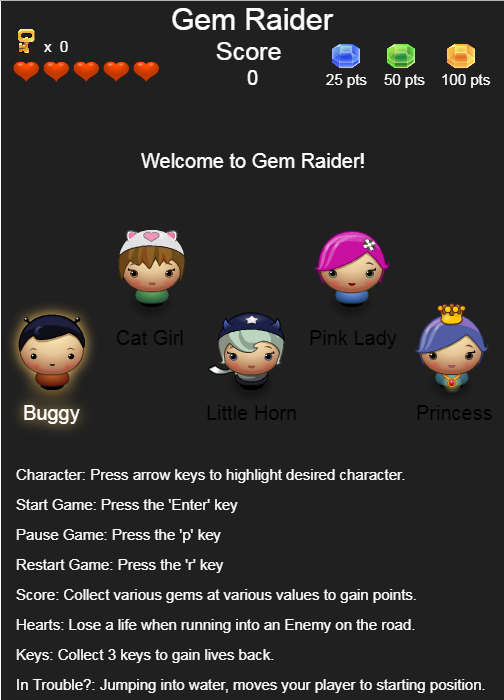 Gem Raider
x 0
Score
0
25 pts
50 pts
100 pts
Welcome to Gem Raider!
Cat Girl
Pink Lady
Buggy
Little Horn
Princess
Character: Press arrow keys to highlight desired character.
Start Game: Press the 'Enter' key
Pause Game: Press the 'p' key
Restart Game: Press the 'r' key
Score: Collect various gems at various values to gain points.
Hearts: Lose a life when running into an Enemy on the road.
Keys: Collect 3 keys to gain lives back.
In Trouble?: Jumping into water, moves your player to starting position.